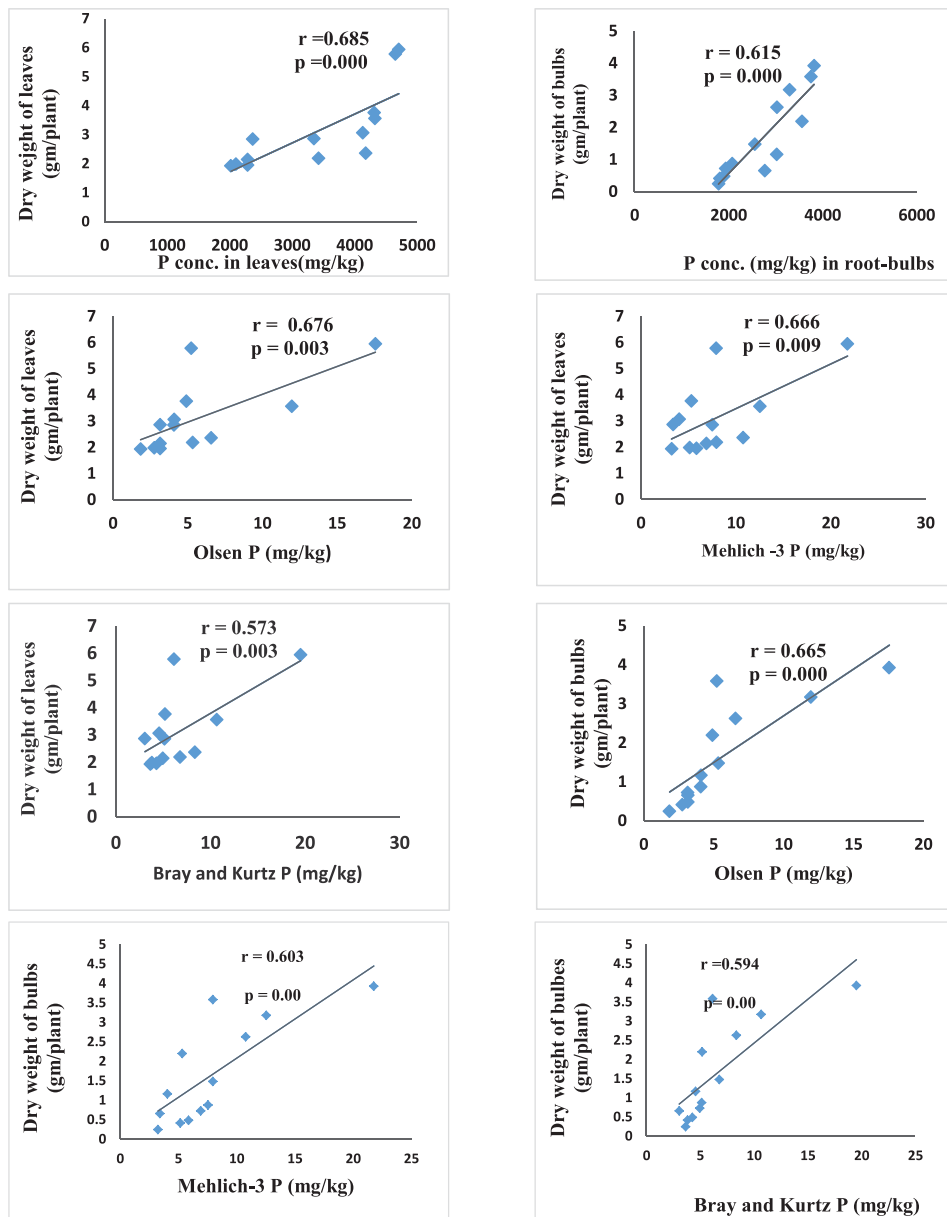 r =0.685
p =0.000
Dry wejght of leaves
(gm/plant)
7
6
5
4
3
2
1
0
0 1000 2000 3000 4000 5000
P conc. in leaves(mg/kg)
r = 0.615
p = 0.000
Dry weight of bulbs
(gm/plant)
5
4
3
2
1
0
0 2000 4000 6000
P conc. (mg/kg) in root-bulbs
r = 0.676
p = 0.003
Dry weight of leaves
(gm/plant)
7
6
5
4
3
2
1
0
0 5 10 15 20
Olsen P (mg/kg)
r = 0.666
p = 0.009
Dry weight of leaves
(gm/plant)
7
6
5
4
3
2
1
0
0 10 20 30
Mehlich -3 P (mg/kg)
r = 0.573
p = 0.003
Dry weight of leaves
(gm/plant)
7
6
5
4
3
2
1
0
0 10 20 30
Bray and Kurtz P (mg/kg)
r = 0.665
p = 0.000
Dry weight of bulbs
(gm/plant)
5
4
3
2
1
0
0 5 10 15 20
Olsen P (mg/kg)
r = 0.603
p = 0.00
Dry weight of bulbs
(gm/plant)
5
4.5
4
3.5
3
2.5
2
1.5
1
0.5
0
0 5 10 15 20 25
Mehlich-3 P (mg/kg)
r =0.594
p= 0.00
Dry weight of bulbes
(gm/plant)
5
4.5
4
3.5
3
2.5
2
1.5
1
0.5
0
0 5 10 15 20 25
Bray and Kurtz P (mg/kg)